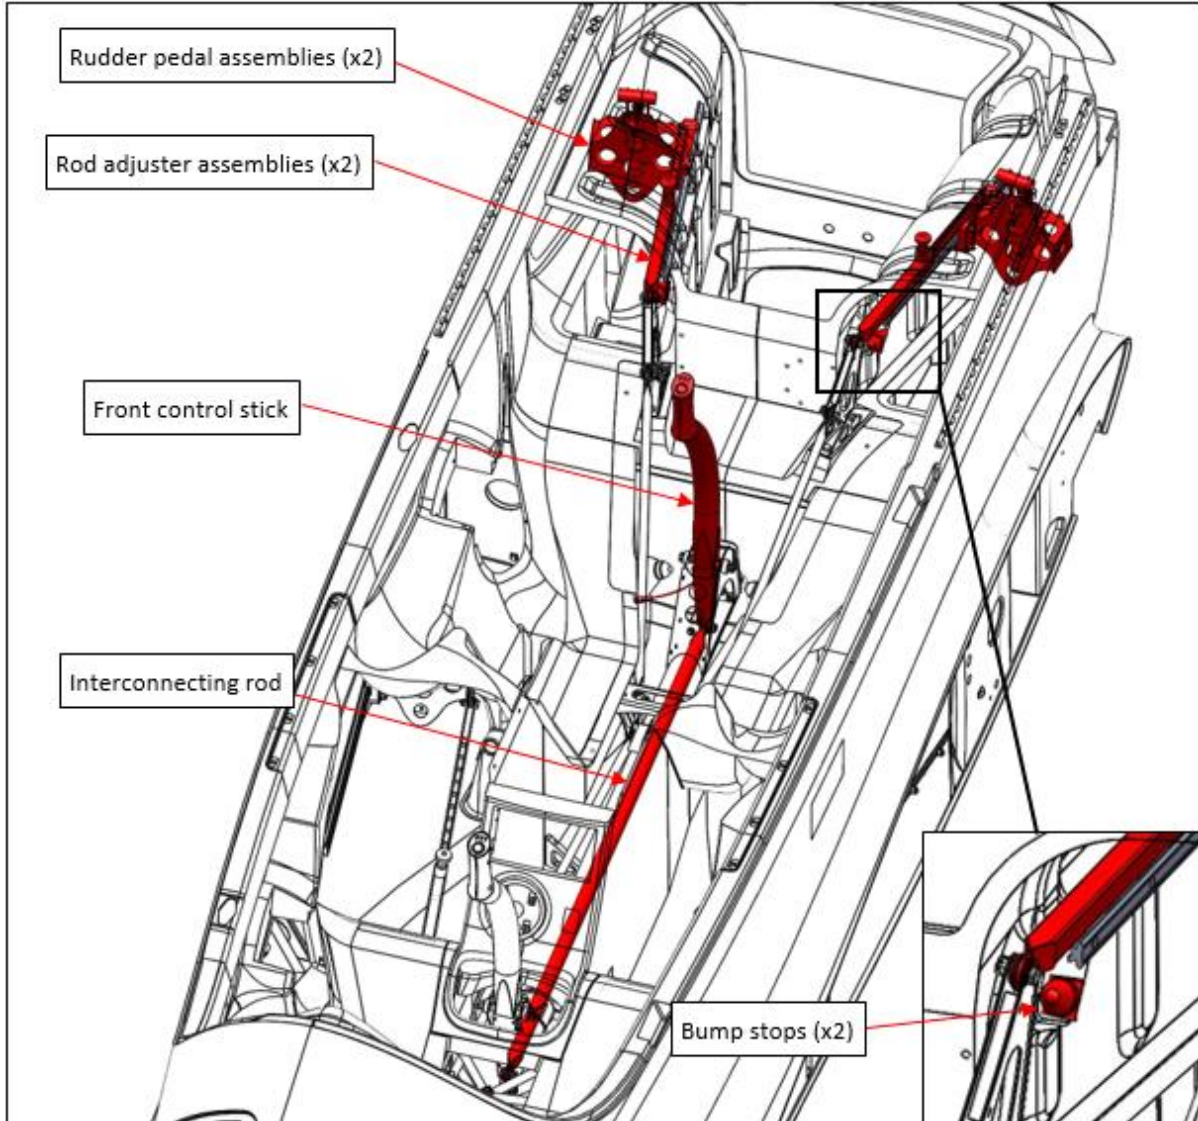 Rudder pedal assemblies (x2)
Rod adjuster assemblies (x2)
Front control stick
Interconnecting rod
Bump stops (x2)